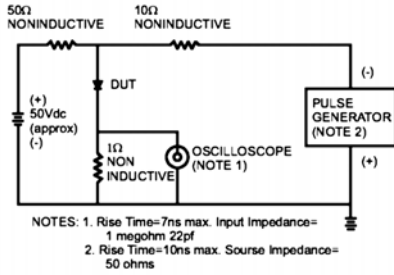 50Ω
NONINDUCTIVE
10Ω
NONINDUCTIVE
(+)
50Vdc
(approx)
(-)
DUT
1Ω
NON
INDUCTIVE
OSCILLOSCOPE
(NOTE 1)
(-)
PULSE
GENERATOR
(NOTE 2)
(+)
NOTES: 1. Rise Time=7ns max. Input Impedance=
1 megohm 22pf
2. Rise Time=10ns max. Sourse Impedance=
50 ohms